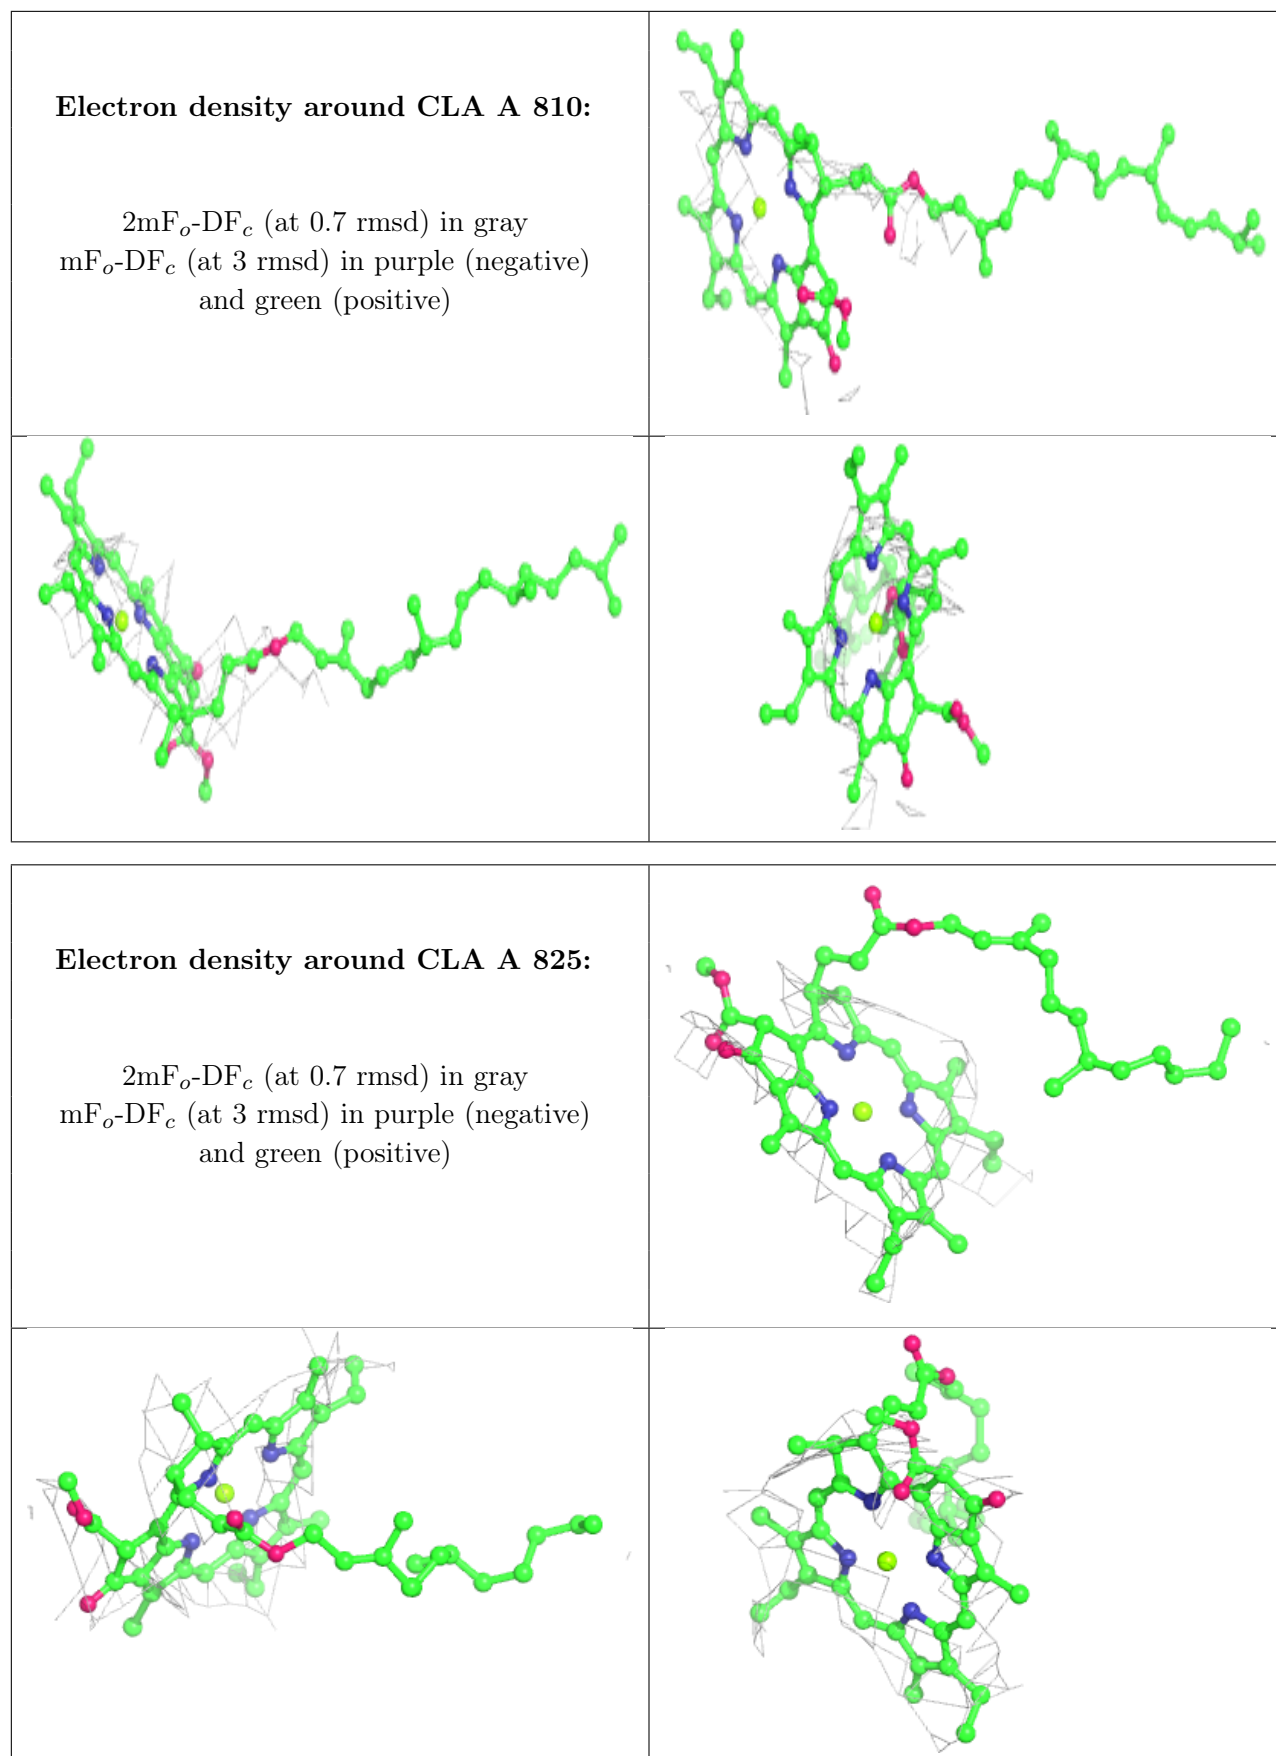 Electron density around CLA A 810:
2mFo-DFc (at 0.7 rmsd) in gray
mFo-DFc (at 3 rmsd) in purple (negative)
and green (positive)
Electron density around CLA A 825:
2mFo-DFc (at 0.7 rmsd) in gray
mFo-DFc (at 3 rmsd) in purple (negative)
and green (positive)